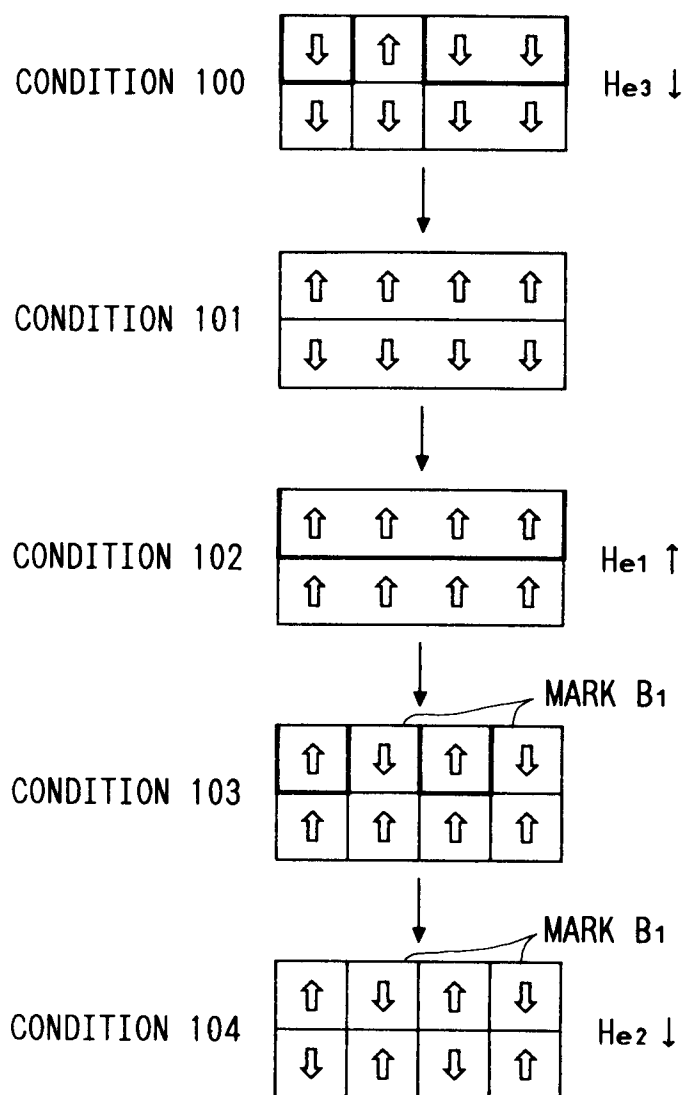 CONDITION 100 He3 ↓
CONDITION 101
CONDITION 102 He1 ↑
MARK B1
CONDITION 103
MARK B1
CONDITION 104 He2 ↓